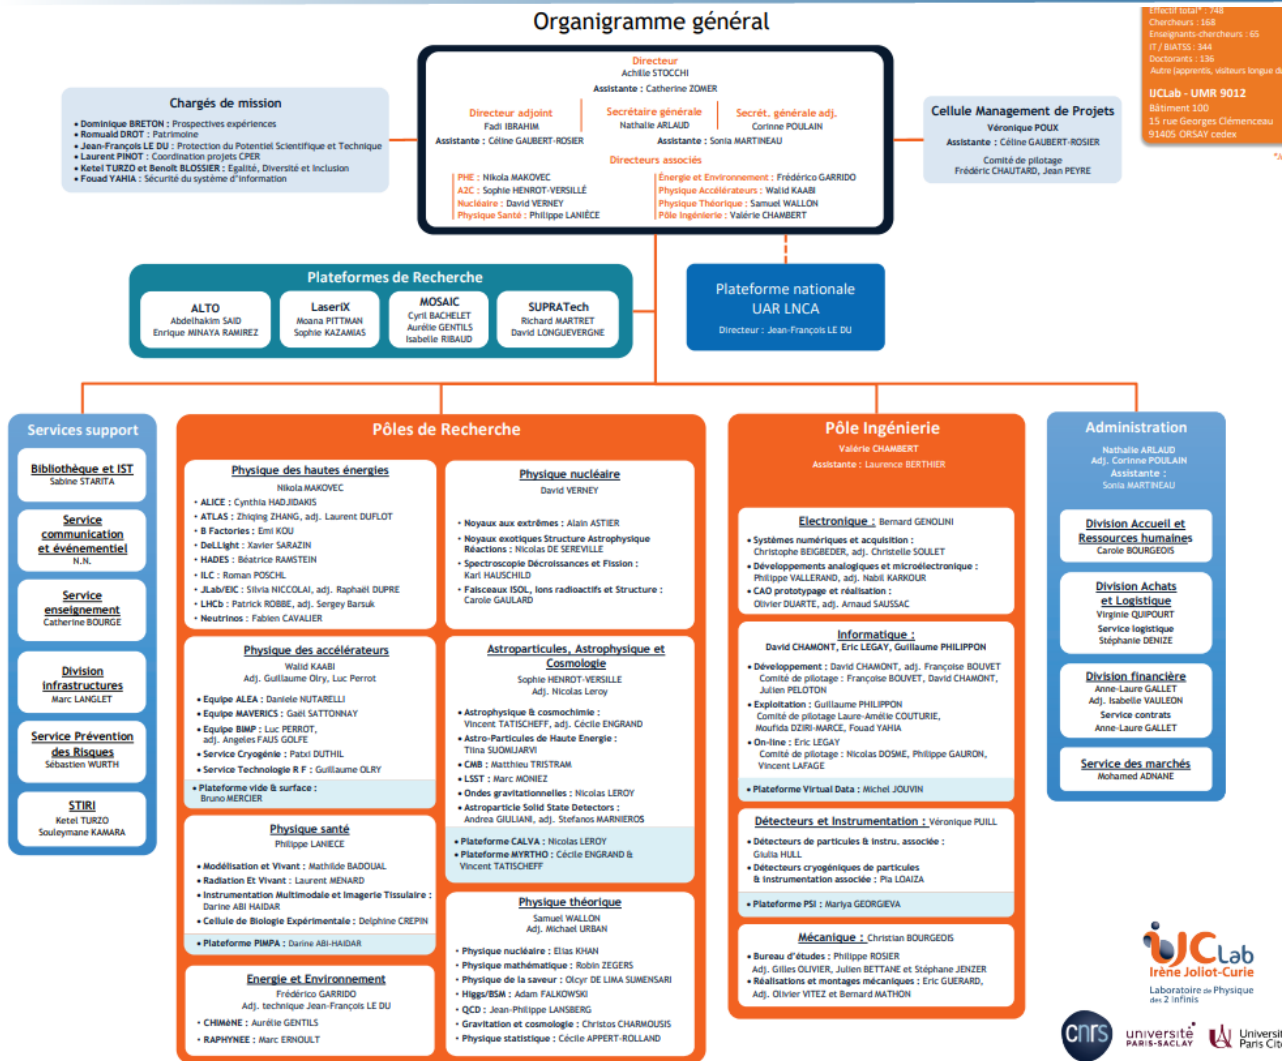 Organigramme général
Effectif total* : 748
Chercheurs : 168
Enseignants-chercheurs : 65
IT / BIATSS : 344
Doctorants : 136
Autre (apprentis, visiteurs longue
IJCLab - UMR 9012
Bâtiment 100
15 rue Georges Clémenceau
91405 ORSAY cedex
Directeur
Achille STOCCHI
Assistante : Catherine ZOMER
Directeur adjoint
Fadi IBRAHIM
Assistante : Céline GAUBERT-ROSIER
Secrétaire générale
Nathalie ARLAUD
Secrét. générale adj.
Corinne POULAIN
Assistante : Sonia MARTINEAU
Directeurs associés
PHE : Nikola MAKOVEC
A2C : Sophie HENROT-VERSILLÉ
Nucléaire : David VERNEY
Physique Santé : Philippe LANIÈCE
Énergie et Environnement : Frédérico GARRIDO
Physique Accélérateurs : Walid KAABI
Physique Théorique : Samuel WALLON
Pôle Ingénierie : Valérie CHAMBERT
Chargés de mission
• Dominique BRETON : Prospectives expériences
• Romuald DROT : Patrimoine
• Jean-François LE DU : Protection du Potentiel Scientifique et Technique
• Laurent PINOT : Coordination projets CPER
• Ketel TURZO et Benoît BLOSSIER : Egalité, Diversité et Inclusion
• Fouad YAHIA : Sécurité du système d'information
Cellule Management de Projets
Véronique POUX
Assistante : Céline GAUBERT-ROSIER
Comité de pilotage
Frédéric CHAUTARD, Jean PEYRE
Plateformes de Recherche
ALTO
Abdelhakim SAID
Enrique MINAYA RAMIREZ
LaseriX
Moana PITTMAN
Sophie KAZAMIAS
MOSAIC
Cyril BACHELET
Aurélie GENTILS
Isabelle RIBAUD
SUPRATech
Richard MARTRET
David LONGUEVERGNE
Plateforme nationale
UAR LNCA
Directeur : Jean-François LE DU
Services support
Bibliothèque et IST
Sabine STARITA
Service
communication
et événementiel
N.N.
Service
enseignement
Catherine BOURGE
Division
infrastructures
Marc LANGLET
Service Prévention
des Risques
Sébastien WURTH
STIRI
Ketel TURZO
Souleymane KAMARA
Pôles de Recherche
Physique des hautes énergies
Nikola MAKOVEC
• ALICE : Cynthia HADJIDAKIS
• ATLAS : Zhiqing ZHANG, adj. Laurent DUFLOT
• B Factories : Emi KOU
• DeLLight : Xavier SARAZIN
• HADES : Béatrice RAMSTEIN
• ILC : Roman POSCHL
• JLab/EIC : Silvia NICCOLAI, adj. Raphaël DUPRE
• LHCb : Patrick ROBBE, adj. Sergey Barsuk
• Neutrinos : Fabien CAVALIER
Physique des accélérateurs
Walid KAABI
Adj. Guillaume Olry, Luc Perrot
• Equipe ALEA : Daniele NUTARELLI
• Equipe MAVERICS : Gaël SATTONNAY
• Equipe BIMP : Luc PERROT,
adj. Angeles FAUS GOLFE
• Service Cryogénie : Patxi DUTHIL
• Service Technologie R F : Guillaume OLRY
• Plateforme vide & surface :
Bruno MERCIER
Physique santé
Philippe LANIECE
• Modélisation et Vivant : Mathilde BADOUAL
• Radiation Et Vivant : Laurent MENARD
• Instrumentation Multimodale et Imagerie Tissulaire :
Darine ABI HAIDAR
• Cellule de Biologie Expérimentale : Delphine CREPIN
• Plateforme PIMPA : Darine ABI-HAIDAR
Energie et Environnement
Frédérico GARRIDO
Adj. technique Jean-François LE DU
• CHIMèNE : Aurélie GENTILS
• RAPHYNEE : Marc ERNOULT
Physique nucléaire
David VERNEY
• Noyaux aux extrêmes : Alain ASTIER
• Noyaux exotiques Structure Astrophysique
Réactions : Nicolas DE SEREVILLE
• Spectroscopie Décroissances et Fission :
Karl HAUSCHILD
• Faisceaux ISOL, Ions radioactifs et Structure :
Carole GAULARD
Astroparticules, Astrophysique et
Cosmologie
Sophie HENROT-VERSILLE
Adj. Nicolas Leroy
• Astrophysique & cosmochimie :
Vincent TATISCHEFF, adj. Cécile ENGRAND
• Astro-Particules de Haute Energie :
Tiina SUOMIJARVI
• CMB : Matthieu TRISTRAM
• LSST : Marc MONIEZ
• Ondes gravitationnelles : Nicolas LEROY
• Astroparticle Solid State Detectors :
Andrea GIULIANI, adj. Stefanos MARNIEROS
• Plateforme CALVA : Nicolas LEROY
• Plateforme MYRTHO : Cécile ENGRAND &
Vincent TATISCHEFF
Physique théorique
Samuel WALLON
Adj. Michael URBAN
• Physique nucléaire : Elias KHAN
• Physique mathématique : Robin ZEGERS
• Physique de la saveur : Olcyr DE LIMA SUMENSARI
• Higgs/BSM : Adam FALKOWSKI
• QCD : Jean-Philippe LANSBERG
• Gravitation et cosmologie : Christos CHARMOUSIS
• Physique statistique : Cécile APPERT-ROLLAND
Pôle Ingénierie
Valérie CHAMBERT
Assistante : Laurence BERTHIER
Electronique : Bernard GENOLINI
• Systèmes numériques et acquisition :
Christophe BEIGBEDER, adj. Christelle SOULET
• Développements analogiques et microélectronique :
Philippe VALLERAND, adj. Nabil KARKOUR
• CAO prototypage et réalisation :
Olivier DUARTE, adj. Arnaud SAUSSAC
Informatique :
David CHAMONT, Eric LEGAY, Guillaume PHILIPPON
• Développement : David CHAMONT, adj. Françoise BOUVET
Comité de pilotage : Françoise BOUVET, David CHAMONT,
Julien PELOTON
• Exploitation : Guillaume PHILIPPON
Comité de pilotage Laure-Amélie COUTURIE,
Moufida DZIRI-MARCE, Fouad YAHIA
• On-line : Eric LEGAY
Comité de pilotage : Nicolas DOSME, Philippe GAURON,
Vincent LAFAGE
• Plateforme Virtual Data : Michel JOUVIN
Détecteurs et Instrumentation : Véronique PUILL
• Détecteurs de particules & instru. associée :
Giulia HULL
• Détecteurs cryogéniques de particules
& instrumentation associée : Pia LOAIZA
• Plateforme PSI : Mariya GEORGIEVA
Mécanique : Christian BOURGEOIS
• Bureau d'études : Philippe ROSIER
Adj. Gilles OLIVIER, Julien BETTANE et Stéphane JENZER
• Réalisations et montages mécaniques : Eric GUERARD,
Adj. Olivier VITEZ et Bernard MATHON
Administration
Nathalie ARLAUD
Adj. Corinne POULAIN
Assistante :
Sonia MARTINEAU
Division Accueil et
Ressources humaines
Carole BOURGEOIS
Division Achats
et Logistique
Virginie QUIPOURT
Service logistique
Stéphanie DENIZE
Division financière
Anne-Laure GALLET
Adj. Isabelle VAULEON
Service contrats
Anne-Laure GALLET
Service des marchés
Mohamed ADNANE
IJCLab
Irène Joliot-Curie
Laboratoire de Physique
des 2 Infinis
cnrs
université
PARIS-SACLAY
Universit
Paris Cit